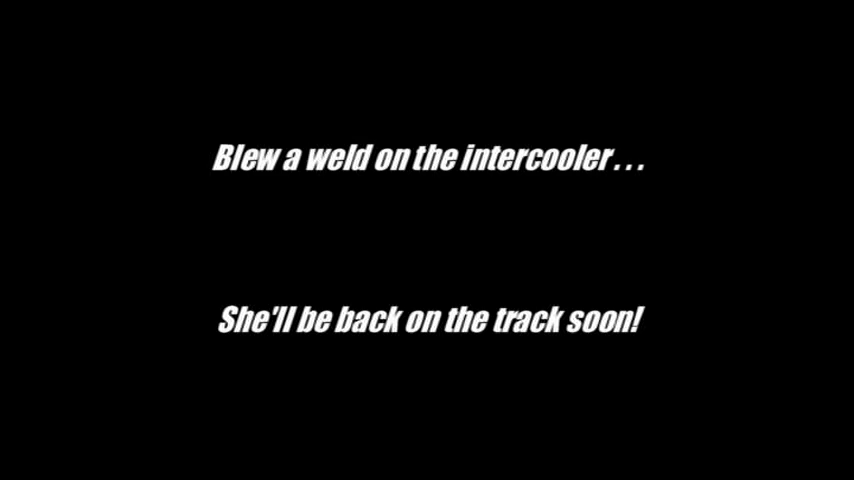 Blew a weld on the intercooler . . .
She'll be back on the track soon!